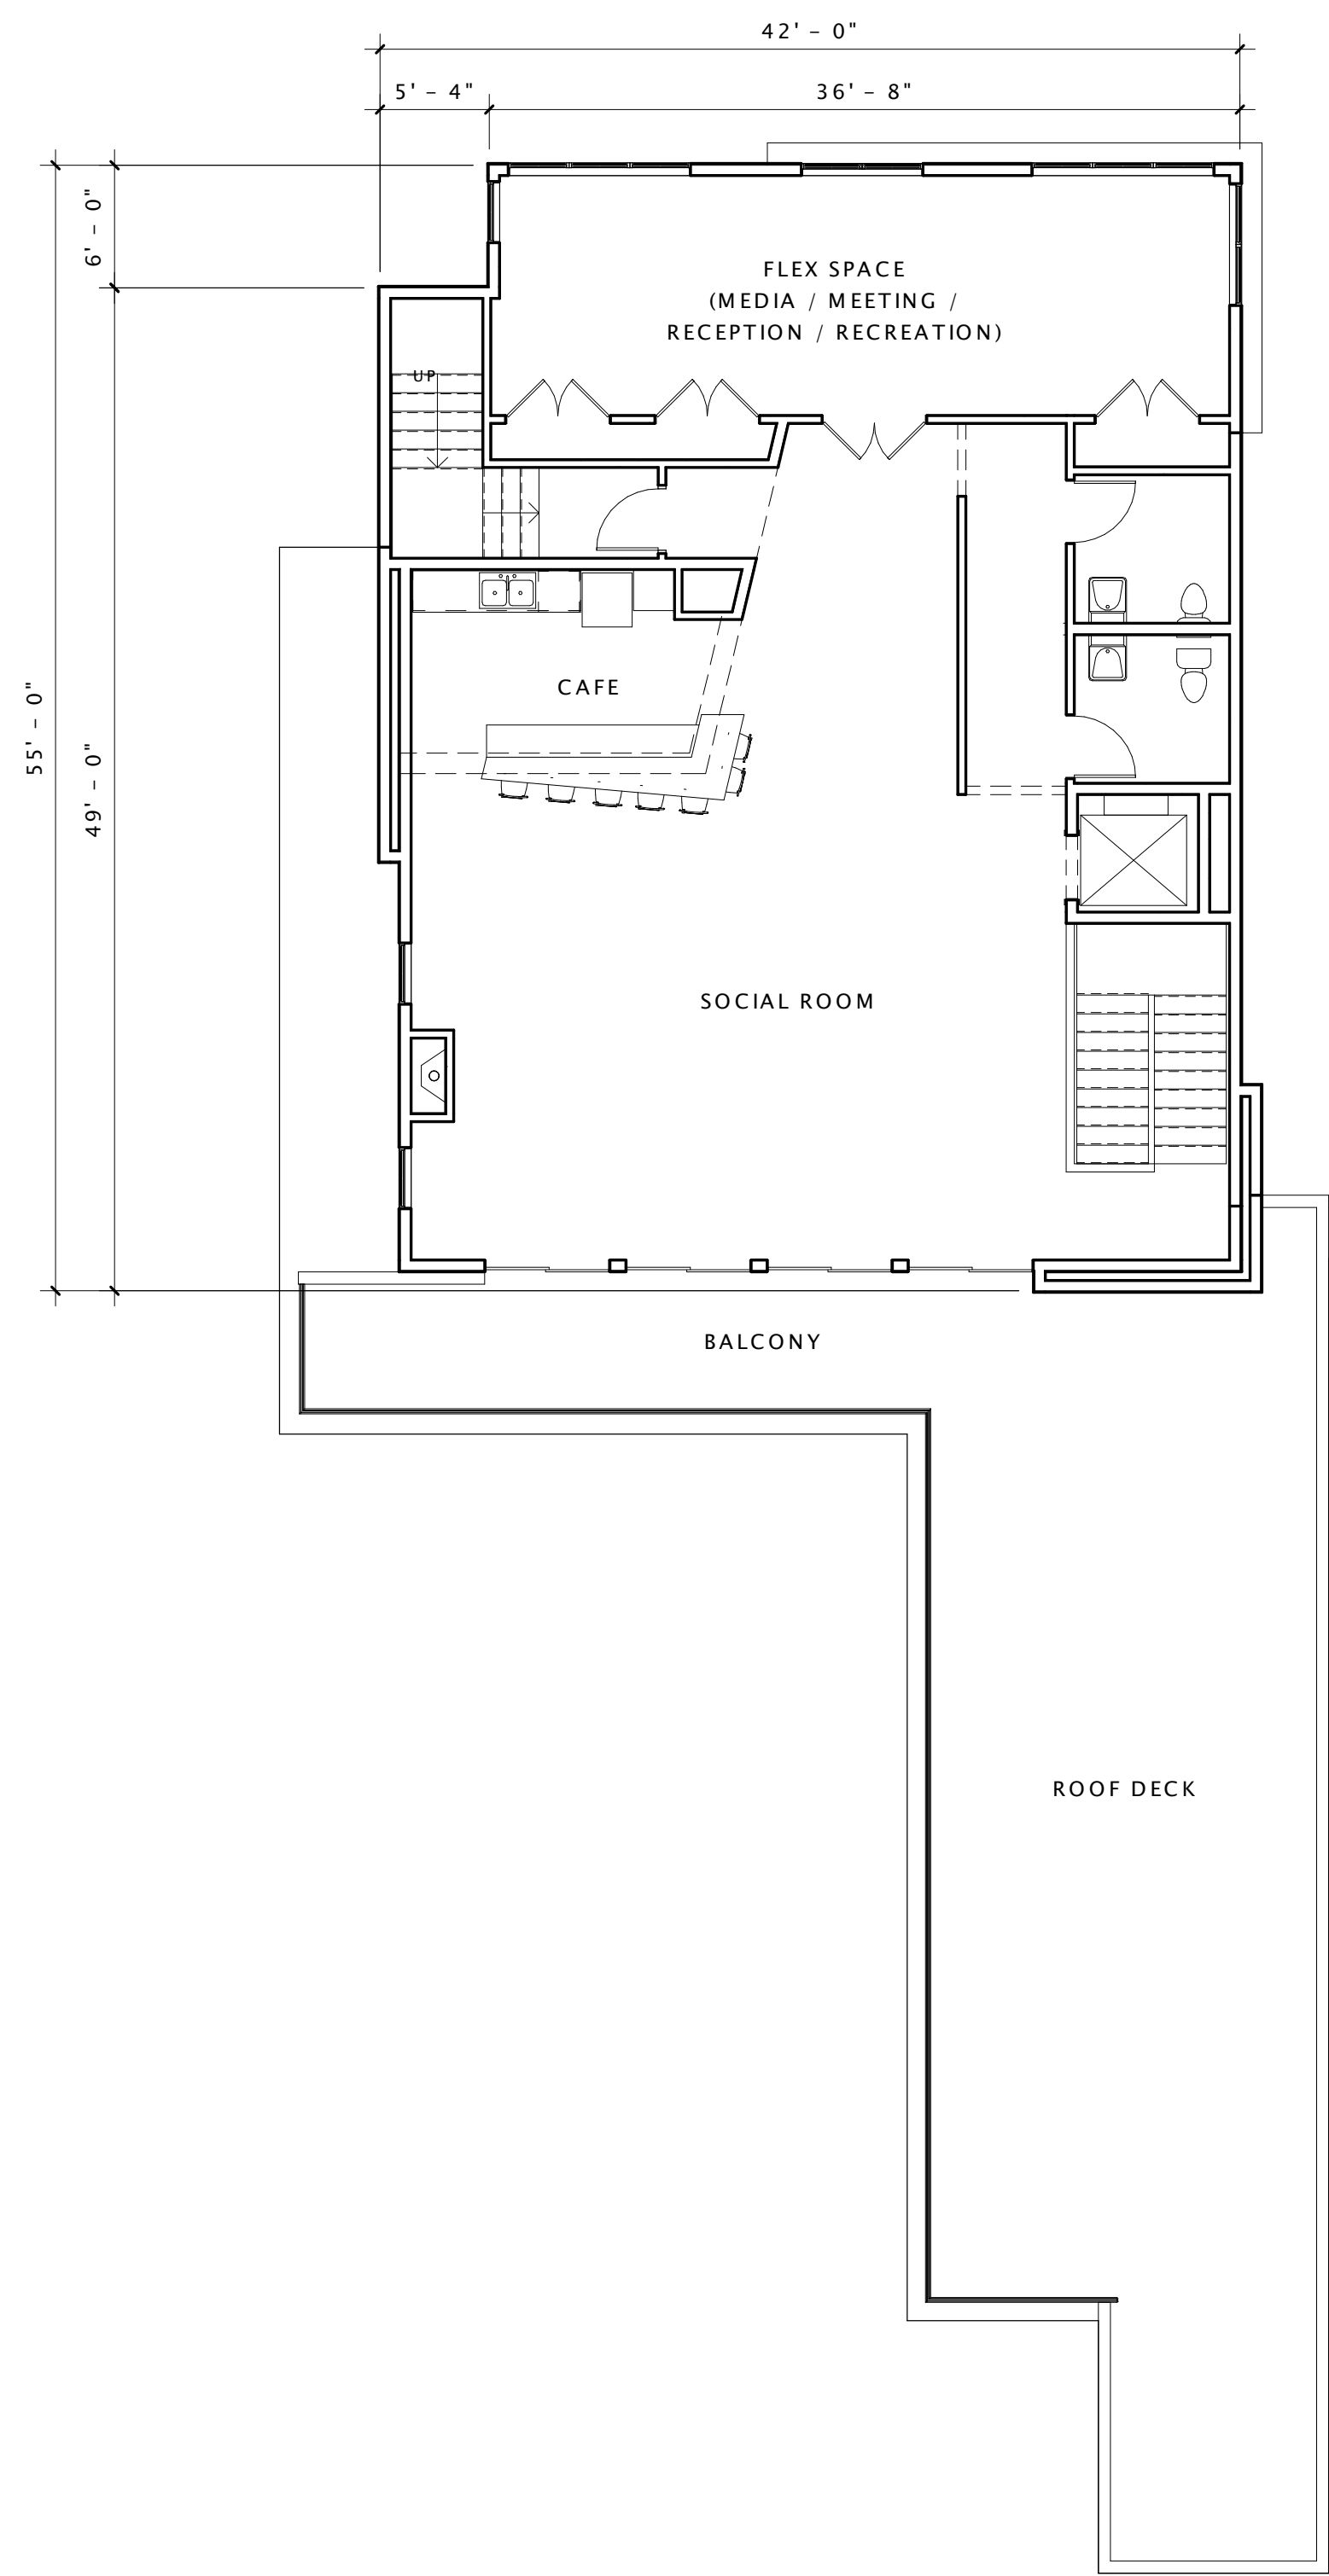 42' – 0"
5' – 4"
36' – 8"
6' – 0"
55' – 0"
49' – 0"
FLEX SPACE
(MEDIA / MEETING /
RECEPTION / RECREATION)
UP
CAFE
SOCIAL ROOM
BALCONY
ROOF DECK